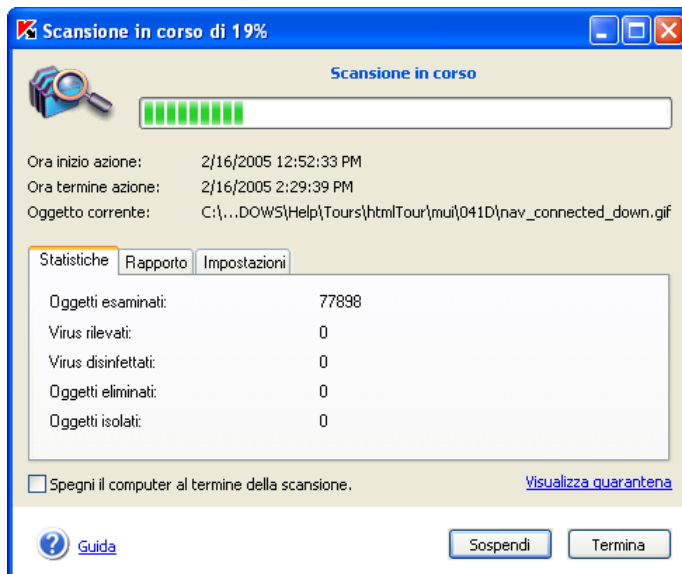 Scansione in corso di 19%
Scansione in corso
Ora inizio azione: 2/16/2005 12:52:33 PM
Ora termine azione: 2/16/2005 2:29:39 PM
Oggetto corrente: C:\...DOWS\Help\Tours\htmlTour\mui\041D\nav_connected_down.gif
Statistiche Rapporto Impostazioni
Oggetti esaminati: 77898
Virus rilevati: 0
Virus disinfettati: 0
Oggetti eliminati: 0
Oggetti isolati: 0
Spegni il computer al termine della scansione. Visualizza quarantena
Guida Sospendi Termina